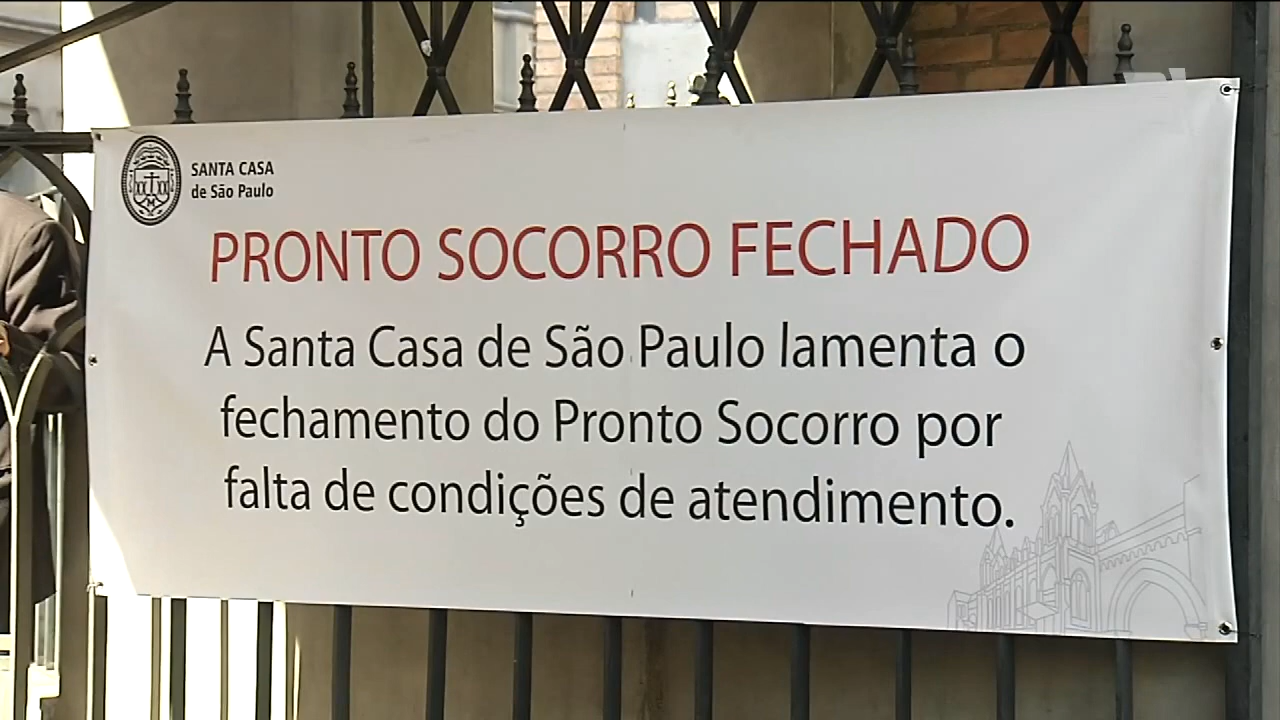 SANTA CASA
de São Paulo
PRONTO SOCORRO FECHADO
A Santa Casa de São Paulo lamenta o
fechamento do Pronto Socorro por
falta de condições de atendimento.